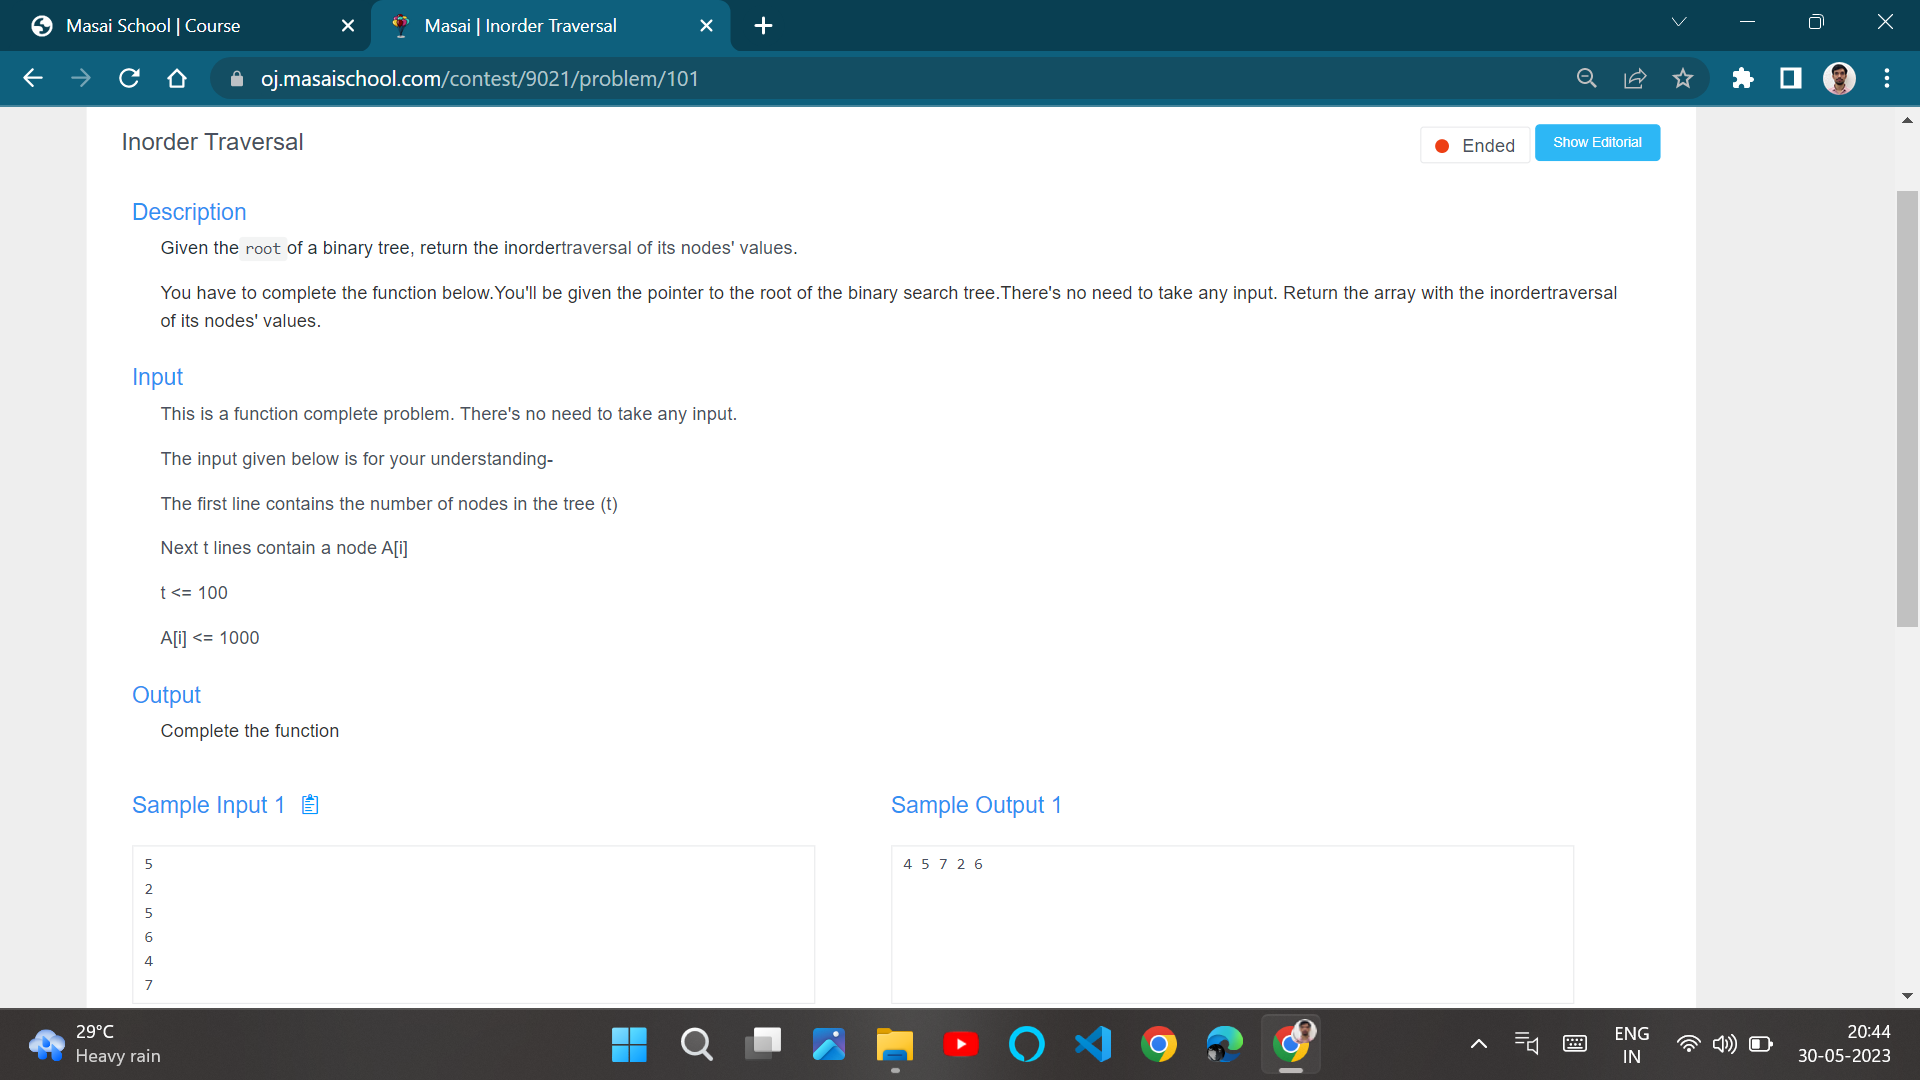 Masai School | Course
Masai | Inorder Traversal
oj.masaischool.com/contest/9021/problem/101
Inorder Traversal
Ended
Show Editorial
Description
Given the root of a binary tree, return the inordertraversal of its nodes' values.
You have to complete the function below.You'll be given the pointer to the root of the binary search tree.There's no need to take any input. Return the array with the inordertraversal
of its nodes' values.
Input
This is a function complete problem. There's no need to take any input.
The input given below is for your understanding-
The first line contains the number of nodes in the tree (t)
Next t lines contain a node A[i]
t <= 100
A[i] <= 1000
Output
Complete the function
Sample Input 1
Sample Output 1
5
2
5
6
4
7
4 5 7 2 6
29°C
Heavy rain
ENG
IN
20:44
30-05-2023